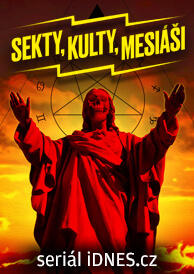 SEKTY, KULTY, MESIÁŠI
seriál iDNES.cz